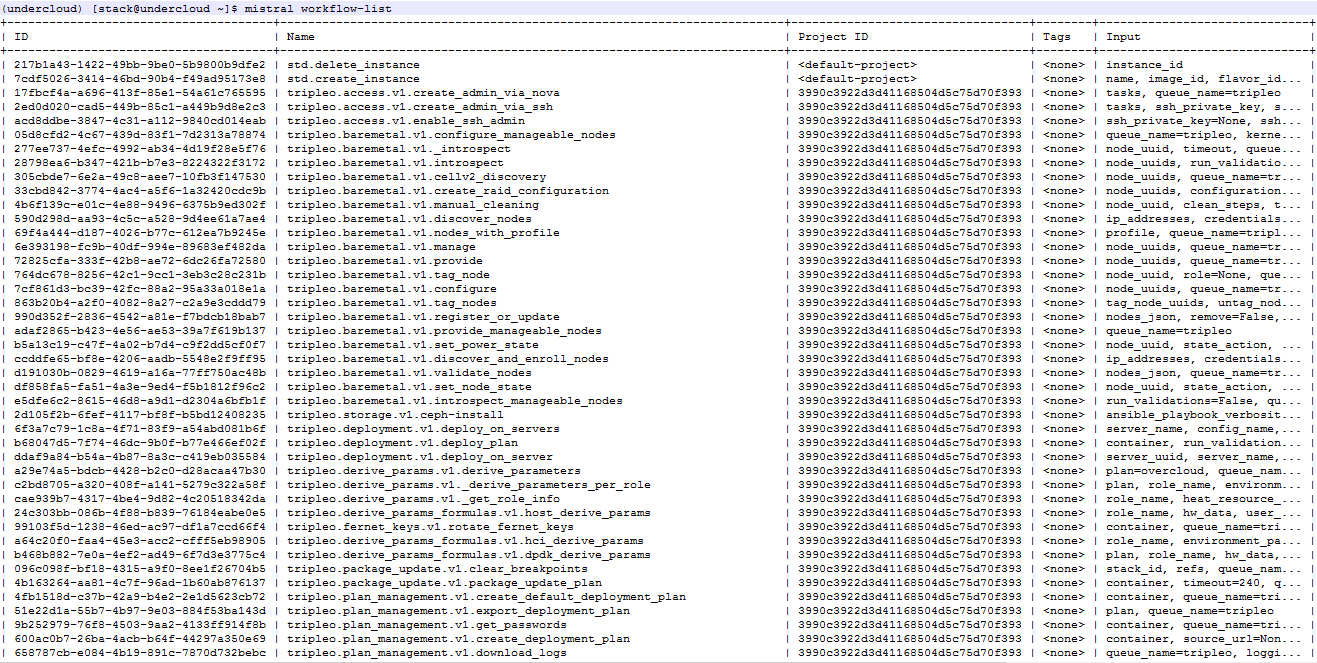 (undercloud) [stack@undercloud ~]$ mistral workflow-list
| ID | Name | Project ID | Tags | Input |
| 217b1a43-1422-49bb-9be0-5b9800b9dfe2 | std.delete_instance | <default-project> | <none> | instance_id |
| 7cdf5026-3414-46bd-90b4-f49ad95173e8 | std.create_instance | <default-project> | <none> | name, image_id, flavor_id... |
| 17fbcf4a-a696-413f-85e1-54a61c765595 | tripleo.access.v1.create_admin_via_nova | 3990c3922d3d41168504d5c75d70f393 | <none> | tasks, queue_name=tripleo |
| 2ed0d020-cad5-449b-85c1-a449b9d8e2c3 | tripleo.access.v1.create_admin_via_ssh | 3990c3922d3d41168504d5c75d70f393 | <none> | tasks, ssh_private_key, s... |
| acd8ddbe-3847-4c31-a112-9840cd014eab | tripleo.access.v1.enable_ssh_admin | 3990c3922d3d41168504d5c75d70f393 | <none> | ssh_private_key=None, ssh... |
| 05d8cfd2-4c67-439d-83f1-7d2313a78874 | tripleo.baremetal.v1.configure_manageable_nodes | 3990c3922d3d41168504d5c75d70f393 | <none> | queue_name=tripleo, kerne... |
| 277ee737-4efc-4992-ab34-4d19f28e5f76 | tripleo.baremetal.v1._introspect | 3990c3922d3d41168504d5c75d70f393 | <none> | node_uuid, timeout, queue... |
| 28798ea6-b347-421b-b7e3-8224322f3172 | tripleo.baremetal.v1.introspect | 3990c3922d3d41168504d5c75d70f393 | <none> | node_uuids, run_validatio... |
| 305cbde7-6e2a-49c8-aee7-10fb3f147530 | tripleo.baremetal.v1.cellv2_discovery | 3990c3922d3d41168504d5c75d70f393 | <none> | node_uuids, queue_name=tr... |
| 33cbd842-3774-4ac4-a5f6-1a32420cdc9b | tripleo.baremetal.v1.create_raid_configuration | 3990c3922d3d41168504d5c75d70f393 | <none> | node_uuids, configuration... |
| 4b6f139c-e01c-4e88-9496-6375b9ed302f | tripleo.baremetal.v1.manual_cleaning | 3990c3922d3d41168504d5c75d70f393 | <none> | node_uuid, clean_steps, t... |
| 590d298d-aa93-4c5c-a528-9d4ee61a7ae4 | tripleo.baremetal.v1.discover_nodes | 3990c3922d3d41168504d5c75d70f393 | <none> | ip_addresses, credentials... |
| 69f4a444-d187-4026-b77c-612ea7b9245e | tripleo.baremetal.v1.nodes_with_profile | 3990c3922d3d41168504d5c75d70f393 | <none> | profile, queue_name=tripl... |
| 6e393198-fc9b-40df-994e-89683ef482da | tripleo.baremetal.v1.manage | 3990c3922d3d41168504d5c75d70f393 | <none> | node_uuids, queue_name=tr... |
| 72825cfa-333f-42b8-ae72-6dc26fa72580 | tripleo.baremetal.v1.provide | 3990c3922d3d41168504d5c75d70f393 | <none> | node_uuids, queue_name=tr... |
| 764dc678-8256-42c1-9cc1-3eb3c28c231b | tripleo.baremetal.v1.tag_node | 3990c3922d3d41168504d5c75d70f393 | <none> | node_uuid, role=None, que... |
| 7cf861d3-bc39-42fc-88a2-95a33a018e1a | tripleo.baremetal.v1.configure | 3990c3922d3d41168504d5c75d70f393 | <none> | node_uuids, queue_name=tr... |
| 863b20b4-a2f0-4082-8a27-c2a9e3cddd79 | tripleo.baremetal.v1.tag_nodes | 3990c3922d3d41168504d5c75d70f393 | <none> | tag_node_uuids, untag_nod... |
| 990d352f-2836-4542-a81e-f7bdcb18bab7 | tripleo.baremetal.v1.register_or_update | 3990c3922d3d41168504d5c75d70f393 | <none> | nodes_json, remove=False,... |
| adaf2865-b423-4e56-ae53-39a7f619b137 | tripleo.baremetal.v1.provide_manageable_nodes | 3990c3922d3d41168504d5c75d70f393 | <none> | queue_name=tripleo |
| b5a13c19-c47f-4a02-b7d4-c9f2dd5cf0f7 | tripleo.baremetal.v1.set_power_state | 3990c3922d3d41168504d5c75d70f393 | <none> | node_uuid, state_action, ... |
| ccddfe65-bf8e-4206-aadb-5548e2f9ff95 | tripleo.baremetal.v1.discover_and_enroll_nodes | 3990c3922d3d41168504d5c75d70f393 | <none> | ip_addresses, credentials... |
| d191030b-0829-4619-a16a-77ff750ac48b | tripleo.baremetal.v1.validate_nodes | 3990c3922d3d41168504d5c75d70f393 | <none> | nodes_json, queue_name=tr... |
| df858fa5-fa51-4a3e-9ed4-f5b1812f96c2 | tripleo.baremetal.v1.set_node_state | 3990c3922d3d41168504d5c75d70f393 | <none> | node_uuid, state_action, ... |
| e5dfe6c2-8615-46d8-a9d1-d2304a6bfb1f | tripleo.baremetal.v1.introspect_manageable_nodes | 3990c3922d3d41168504d5c75d70f393 | <none> | run_validations=False, qu... |
| 2d105f2b-6fef-4117-bf8f-b5bd12408235 | tripleo.storage.v1.ceph-install | 3990c3922d3d41168504d5c75d70f393 | <none> | ansible_playbook_verbosit... |
| 6f3a7c79-1c8a-4f71-83f9-a54abd081b6f | tripleo.deployment.v1.deploy_on_servers | 3990c3922d3d41168504d5c75d70f393 | <none> | server_name, config_name,... |
| b68047d5-7f74-46dc-9b0f-b77e466ef02f | tripleo.deployment.v1.deploy_plan | 3990c3922d3d41168504d5c75d70f393 | <none> | container, run_validation... |
| ddaf9a84-b54a-4b87-8a3c-c419eb035584 | tripleo.deployment.v1.deploy_on_server | 3990c3922d3d41168504d5c75d70f393 | <none> | server_uuid, server_name,... |
| a29e74a5-bdcb-4428-b2c0-d28acaa47b30 | tripleo.derive_params.v1.derive_parameters | 3990c3922d3d41168504d5c75d70f393 | <none> | plan=overcloud, queue_nam... |
| c2bd8705-a320-408f-a141-5279c322a58f | tripleo.derive_params.v1._derive_parameters_per_role | 3990c3922d3d41168504d5c75d70f393 | <none> | plan, role_name, environm... |
| cae939b7-4317-4be4-9d82-4c20518342da | tripleo.derive_params.v1._get_role_info | 3990c3922d3d41168504d5c75d70f393 | <none> | role_name, heat_resource_... |
| 24c303bb-086b-4f88-b839-76184eabe0e5 | tripleo.derive_params_formulas.v1.host_derive_params | 3990c3922d3d41168504d5c75d70f393 | <none> | role_name, hw_data, user_... |
| 99103f5d-1238-46ed-ac97-df1a7ccd66f4 | tripleo.fernet_keys.v1.rotate_fernet_keys | 3990c3922d3d41168504d5c75d70f393 | <none> | container, queue_name=tri... |
| a64c20f0-faa4-45e3-acc2-cfff5eb98905 | tripleo.derive_params_formulas.v1.hci_derive_params | 3990c3922d3d41168504d5c75d70f393 | <none> | role_name, environment_pa... |
| b468b882-7e0a-4ef2-ad49-6f7d3e3775c4 | tripleo.derive_params_formulas.v1.dpdk_derive_params | 3990c3922d3d41168504d5c75d70f393 | <none> | plan, role_name, hw_data,... |
| 096c098f-bf18-4315-a9f0-8ee1f26704b5 | tripleo.package_update.v1.clear_breakpoints | 3990c3922d3d41168504d5c75d70f393 | <none> | stack_id, refs, queue_nam... |
| 4b163264-aa81-4c7f-96ad-1b60ab876137 | tripleo.package_update.v1.package_update_plan | 3990c3922d3d41168504d5c75d70f393 | <none> | container, timeout=240, q... |
| 4fb1518d-c37b-42a9-b4e2-2e1d5623cb72 | tripleo.plan_management.v1.create_default_deployment_plan | 3990c3922d3d41168504d5c75d70f393 | <none> | container, queue_name=tri... |
| 51e22d1a-55b7-4b97-9e03-884f53ba143d | tripleo.plan_management.v1.export_deployment_plan | 3990c3922d3d41168504d5c75d70f393 | <none> | plan, queue_name=tripleo |
| 9b252979-76f8-4503-9aa2-4133ff914f8b | tripleo.plan_management.v1.get_passwords | 3990c3922d3d41168504d5c75d70f393 | <none> | container, queue_name=tri... |
| 600ac0b7-26ba-4acb-b64f-44297a350e69 | tripleo.plan_management.v1.create_deployment_plan | 3990c3922d3d41168504d5c75d70f393 | <none> | container, source_url=Non... |
| 658787cb-e084-4b19-891c-7870d732bebc | tripleo.plan_management.v1.download_logs | 3990c3922d3d41168504d5c75d70f393 | <none> | queue_name=tripleo, loggi... |